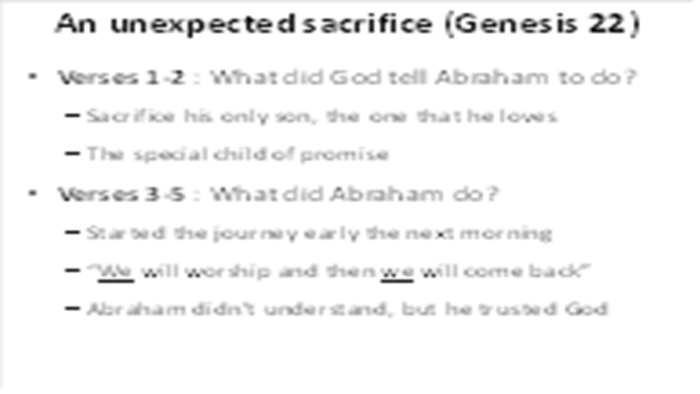 An unexpected sacrifice (Genesis 22)
• Verses 1-2 : What did God tell Abraham to do?
– Sacrifice his only son, the one that he loves
– The special child of promise
• Verses 3-5 : What did Abraham do?
– Started the journey early the next morning
– "We will worship and then we will come back"
– Abraham didn't understand, but he trusted God